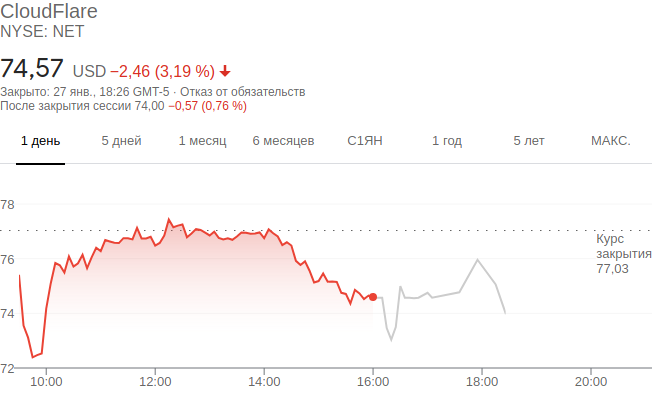 CloudFlare
NYSE: NET
74,57 USD −2,46 (3,19 %)
Закрыто: 27 янв., 18:26 GMT-5 · Отказ от обязательств
После закрытия сессии 74,00 −0,57 (0,76 %)
1 день 5 дней 1 месяц 6 месяцев С1ЯН 1 год 5 лет МАКС.
78
Курс
закрытия
77,03
76
74
72
10:00 12:00 14:00 16:00 18:00 20:00